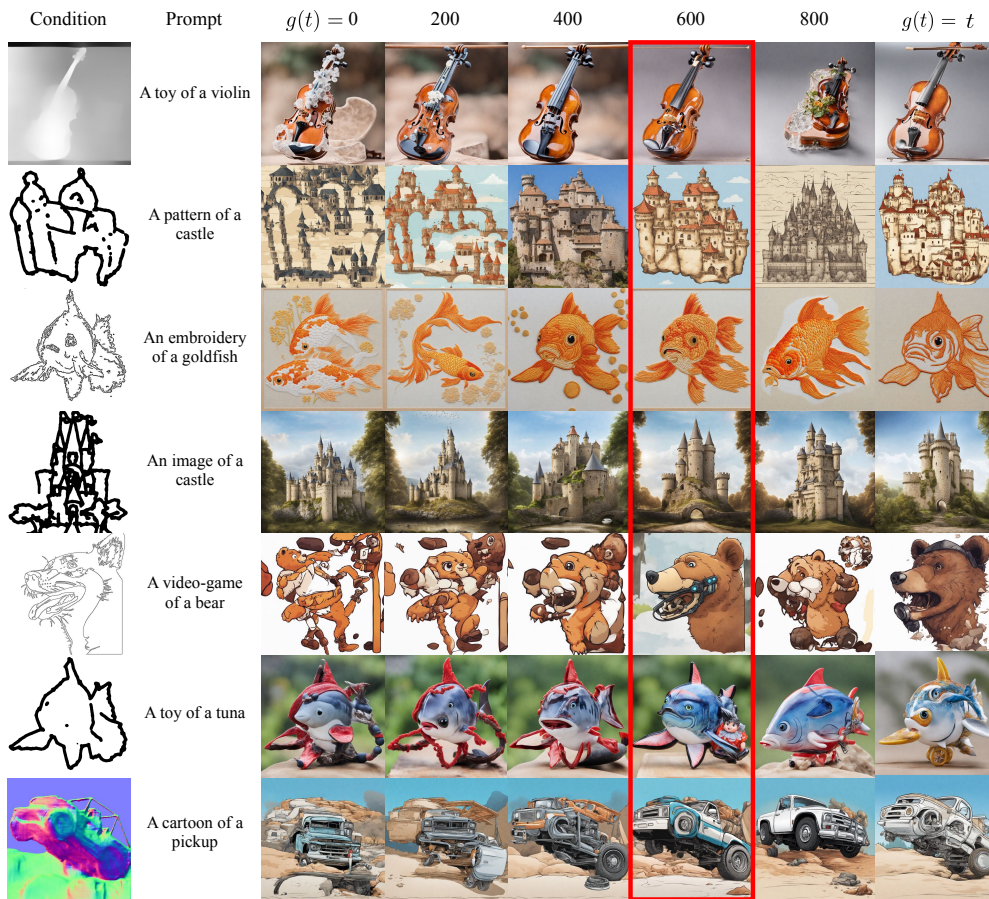 Condition Prompt g(t) = 0 200 400 600 800 g(t) = t
A toy of a violin
A pattern of a
castle
An embroidery
of a goldfish
An image of a
castle
A video-game
of a bear
A toy of a tuna
A cartoon of a
pickup